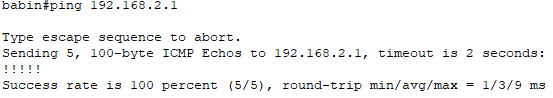 babin#ping 192.168.2.1
Type escape sequence to abort.
Sending 5, 100-byte ICMP Echos to 192.168.2.1, timeout is 2 seconds:
!!!!!
Success rate is 100 percent (5/5), round-trip min/avg/max = 1/3/9 ms